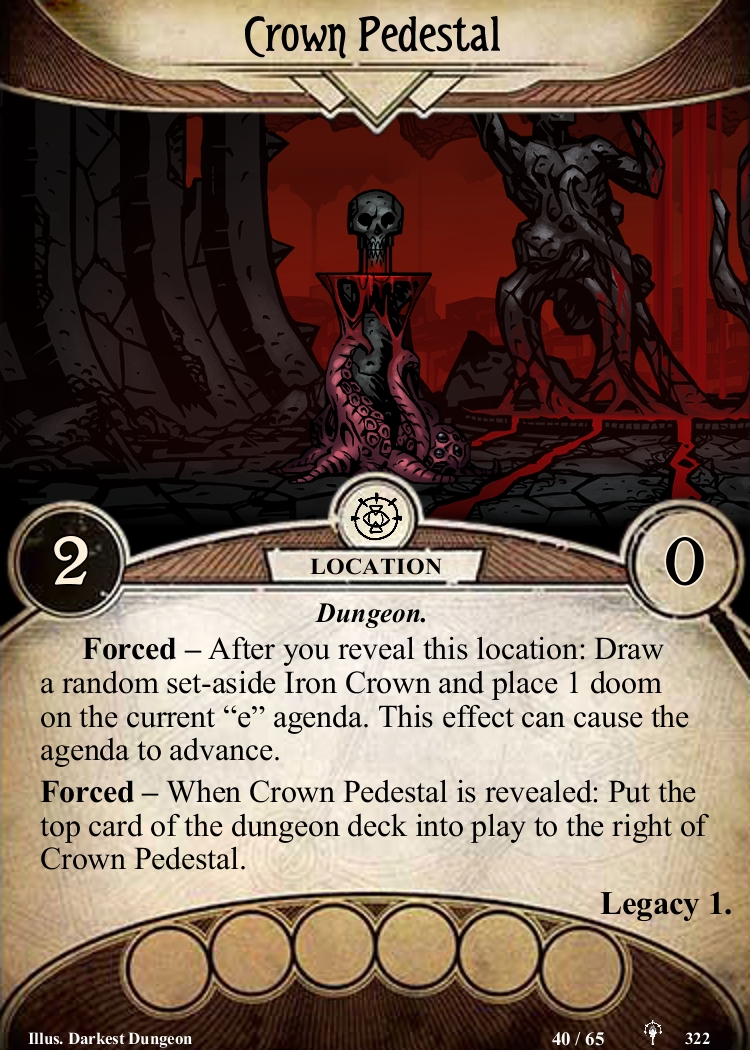 Crown Pedestal
2
LOCATION
0
Dungeon.
Forced – After you reveal this location: Draw
a random set-aside Iron Crown and place 1 doom
on the current “e” agenda. This effect can cause the
agenda to advance.
Forced – When Crown Pedestal is revealed: Put the
top card of the dungeon deck into play to the right of
Crown Pedestal.
Legacy 1.
Illus. Darkest Dungeon
40 / 65
322